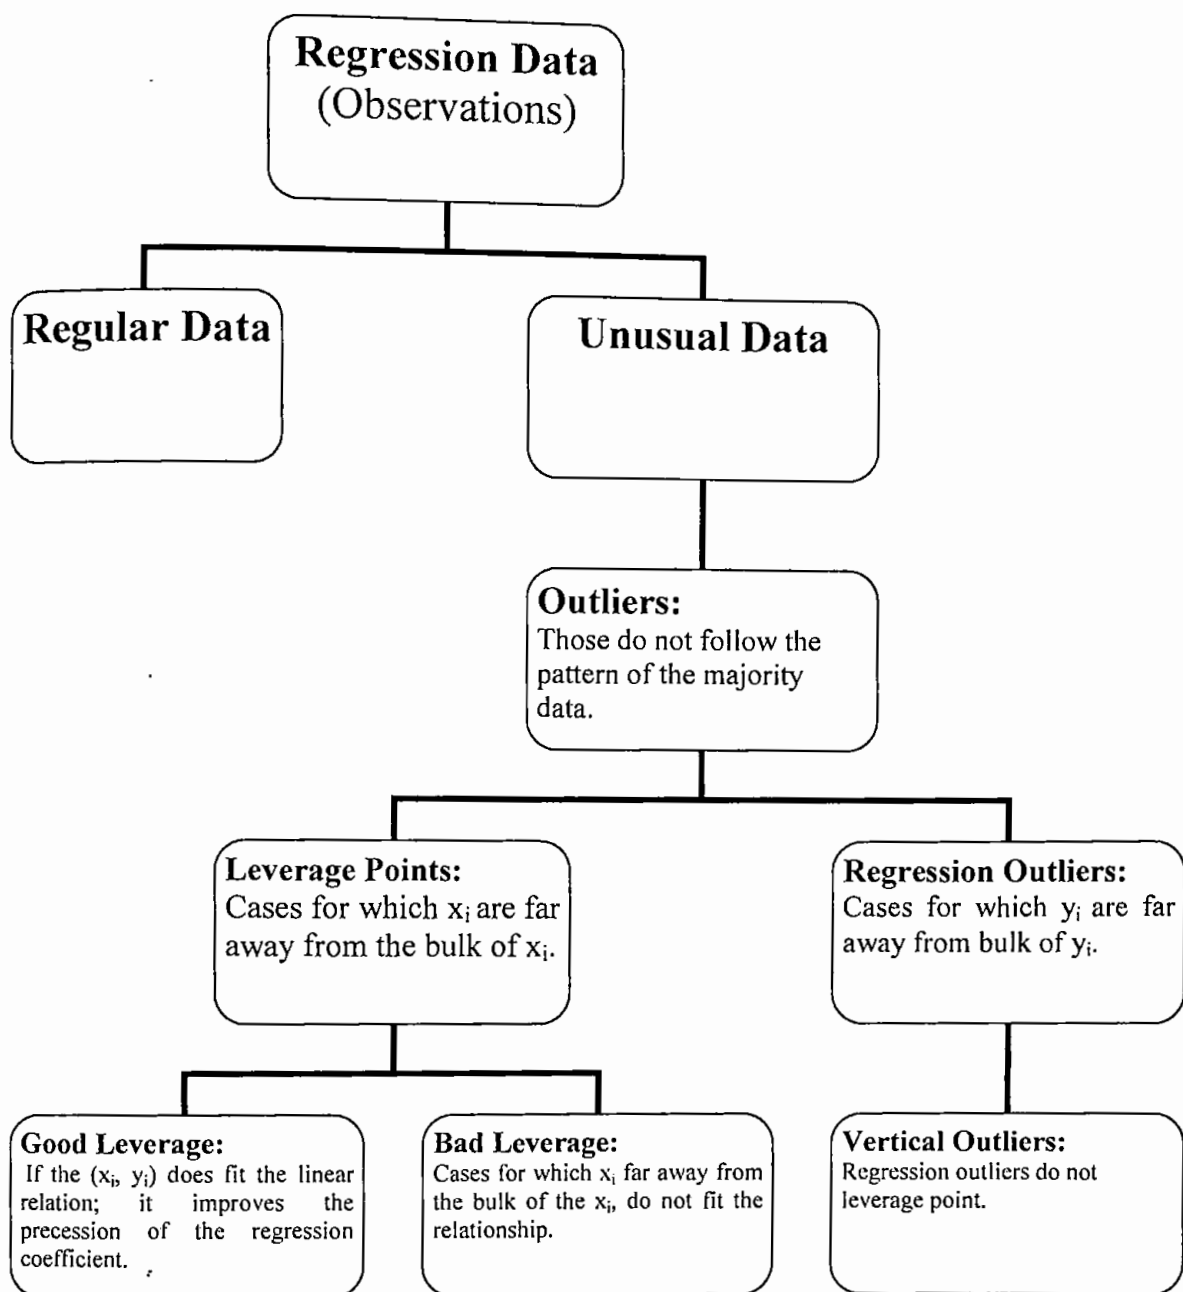 Regression Data
(Observations)
Regular Data
Unusual Data
Outliers:
Those do not follow the
pattern of the majority
data.
Leverage Points:
Cases for which xᵢ are far
away from the bulk of xᵢ.
Regression Outliers:
Cases for which yᵢ are far
away from bulk of yᵢ.
Good Leverage:
If the (xᵢ, yᵢ) does fit the linear
relation; it improves the
precession of the regression
coefficient.
Bad Leverage:
Cases for which xᵢ far away from
the bulk of the xᵢ, do not fit the
relationship.
Vertical Outliers:
Regression outliers do not
leverage point.